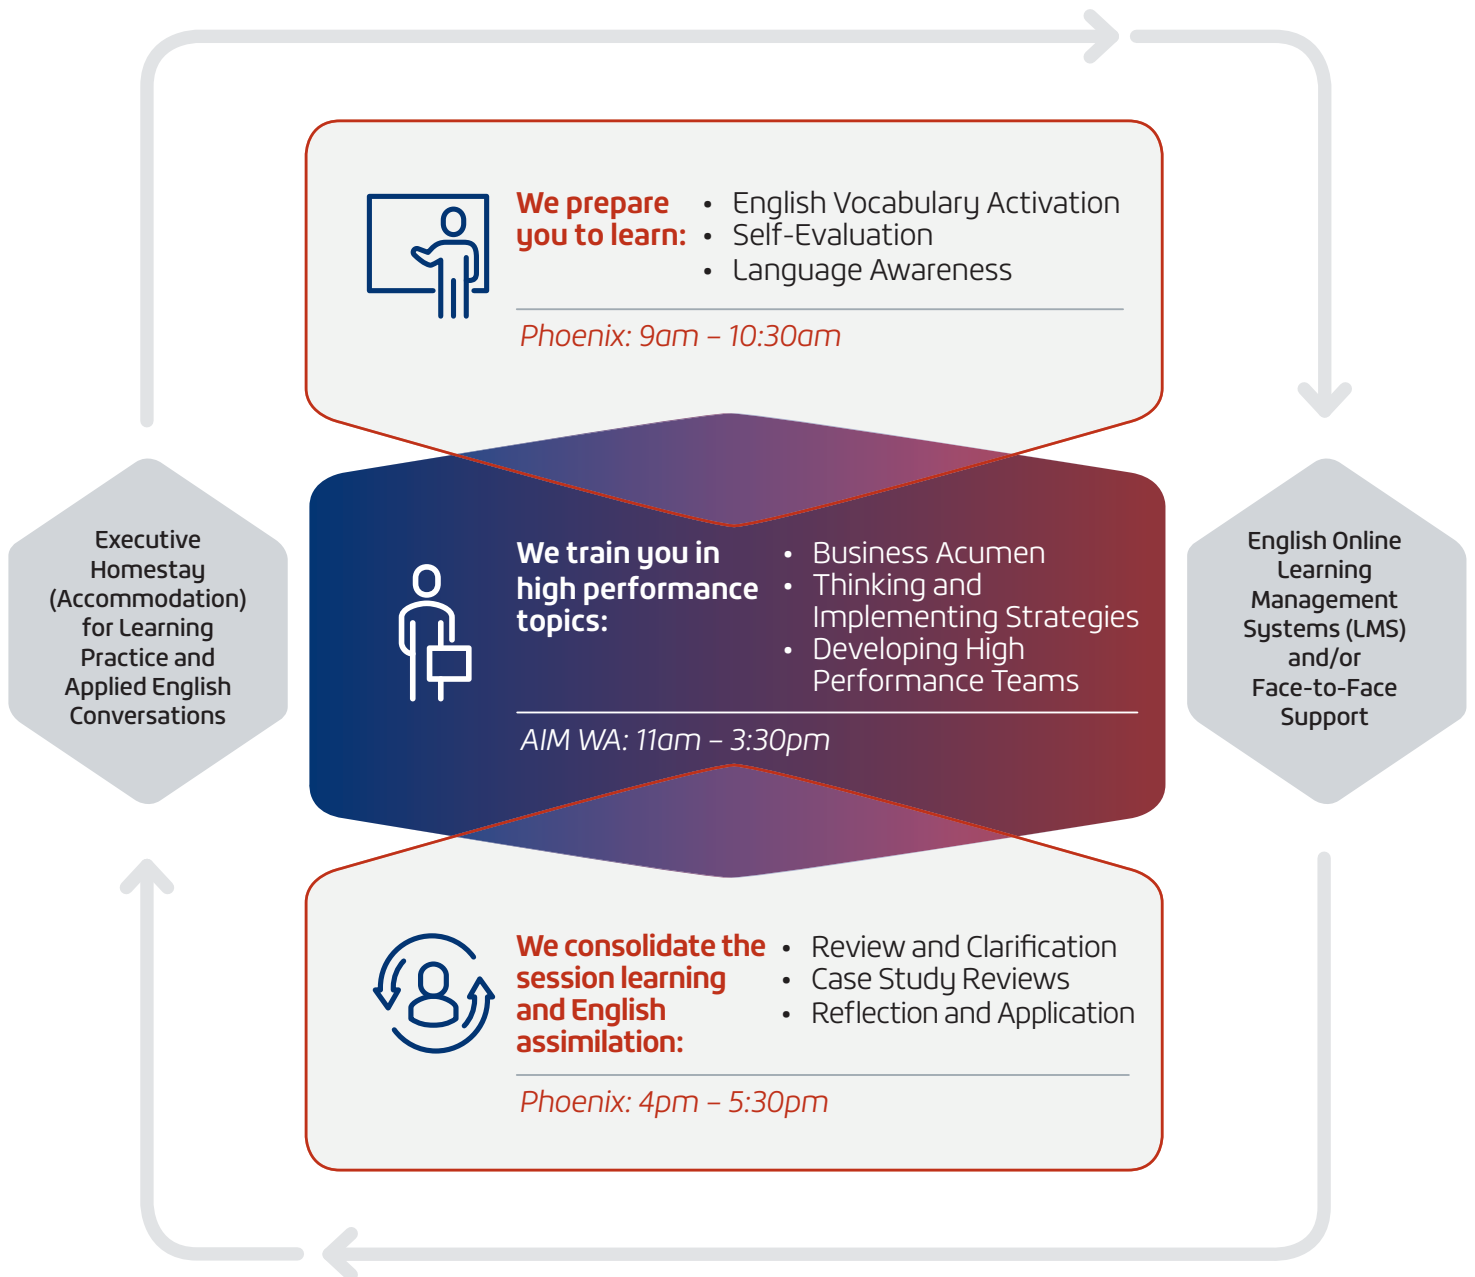 We prepare
you to learn:
• English Vocabulary Activation
• Self-Evaluation
• Language Awareness
Phoenix: 9am – 10:30am
Executive
Homestay
(Accommodation)
for Learning
Practice and
Applied English
Conversations
We train you in
high performance
topics:
• Business Acumen
• Thinking and
Implementing Strategies
• Developing High
Performance Teams
AIM WA: 11am – 3:30pm
English Online
Learning
Management
Systems (LMS)
and/or
Face-to-Face
Support
We consolidate the
session learning
and English
assimilation:
• Review and Clarification
• Case Study Reviews
• Reflection and Application
Phoenix: 4pm – 5:30pm